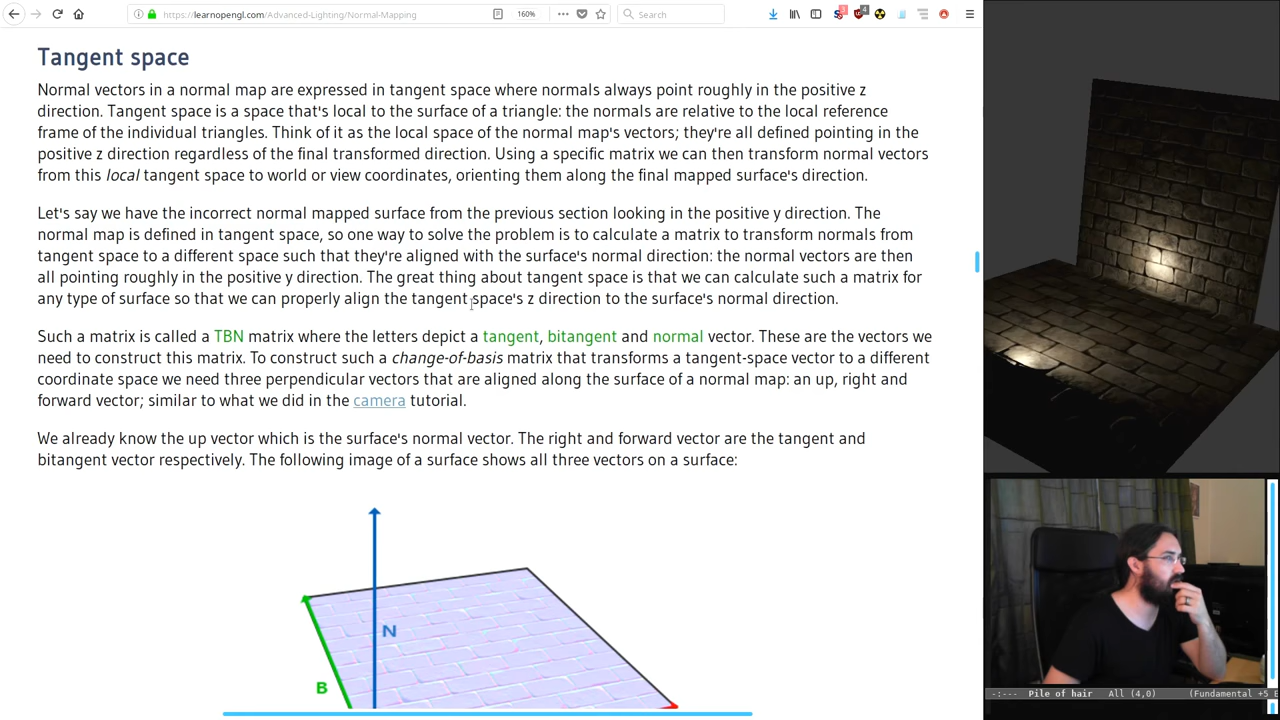 https://learnopengl.com/Advanced-Lighting/Normal-Mapping
160%
Search
Tangent space
Normal vectors in a normal map are expressed in tangent space where normals always point roughly in the positive z
direction. Tangent space is a space that's local to the surface of a triangle: the normals are relative to the local reference
frame of the individual triangles. Think of it as the local space of the normal map's vectors; they're all defined pointing in the
positive z direction regardless of the final transformed direction. Using a specific matrix we can then transform normal vectors
from this local tangent space to world or view coordinates, orienting them along the final mapped surface's direction.
Let's say we have the incorrect normal mapped surface from the previous section looking in the positive y direction. The
normal map is defined in tangent space, so one way to solve the problem is to calculate a matrix to transform normals from
tangent space to a different space such that they're aligned with the surface's normal direction: the normal vectors are then
all pointing roughly in the positive y direction. The great thing about tangent space is that we can calculate such a matrix for
any type of surface so that we can properly align the tangent space's z direction to the surface's normal direction.
Such a matrix is called a TBN matrix where the letters depict a tangent, bitangent and normal vector. These are the vectors we
need to construct this matrix. To construct such a change-of-basis matrix that transforms a tangent-space vector to a different
coordinate space we need three perpendicular vectors that are aligned along the surface of a normal map: an up, right and
forward vector; similar to what we did in the camera tutorial.
We already know the up vector which is the surface's normal vector. The right and forward vector are the tangent and
bitangent vector respectively. The following image of a surface shows all three vectors on a surface:
N
B
-:--- Pile of hair All (4,0) (Fundamental +5 E